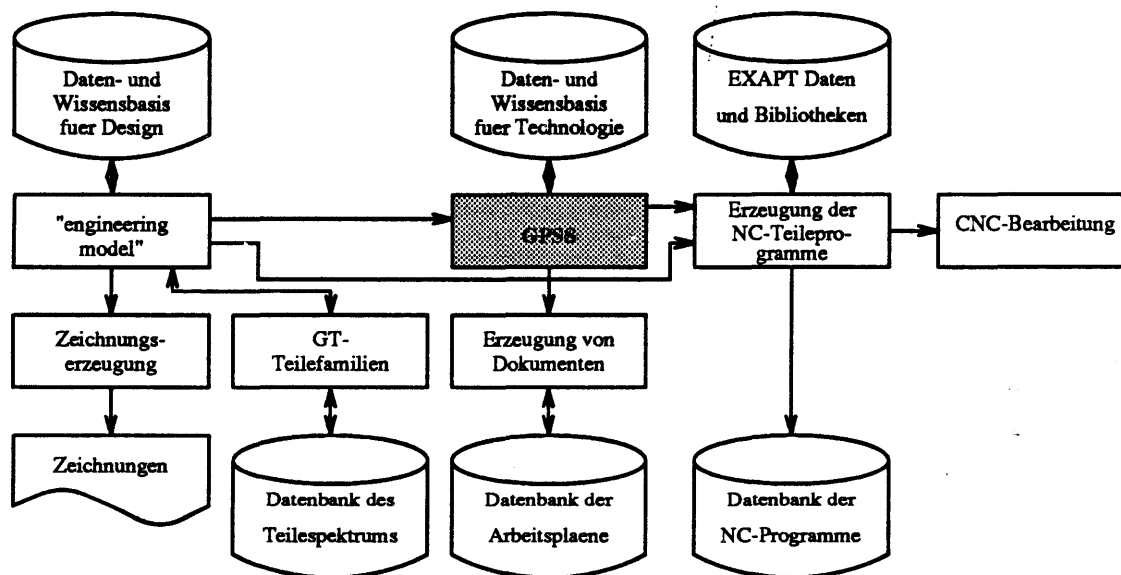 Daten- und
Wissensbasis
fuer Design
Daten- und
Wissensbasis
fuer Technologie
EXAPT Daten
und Bibliotheken
"engineering
model"
GPS8
Erzeugung der
NC-Teilepro-
gramme
CNC-Bearbeitung
Zeichnungs-
erzeugung
GT-
Teilefamilien
Erzeugung von
Dokumenten
Zeichnungen
Datenbank des
Teilespektrums
Datenbank der
Arbeitsplaene
Datenbank der
NC-Programme